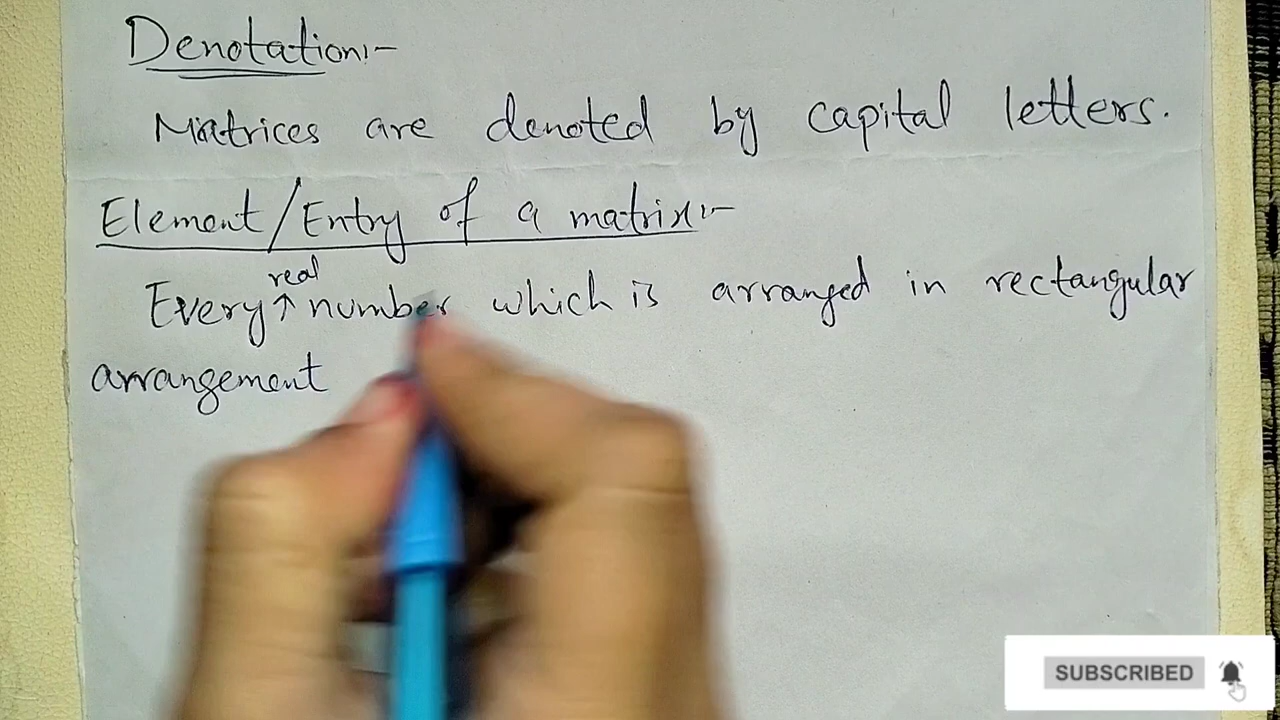 Denotation:-
Matrices are denoted by capital letters.
Element/Entry of a matrix:-
real
Every ↑ number which is arranged in rectangular
arrangement
SUBSCRIBED